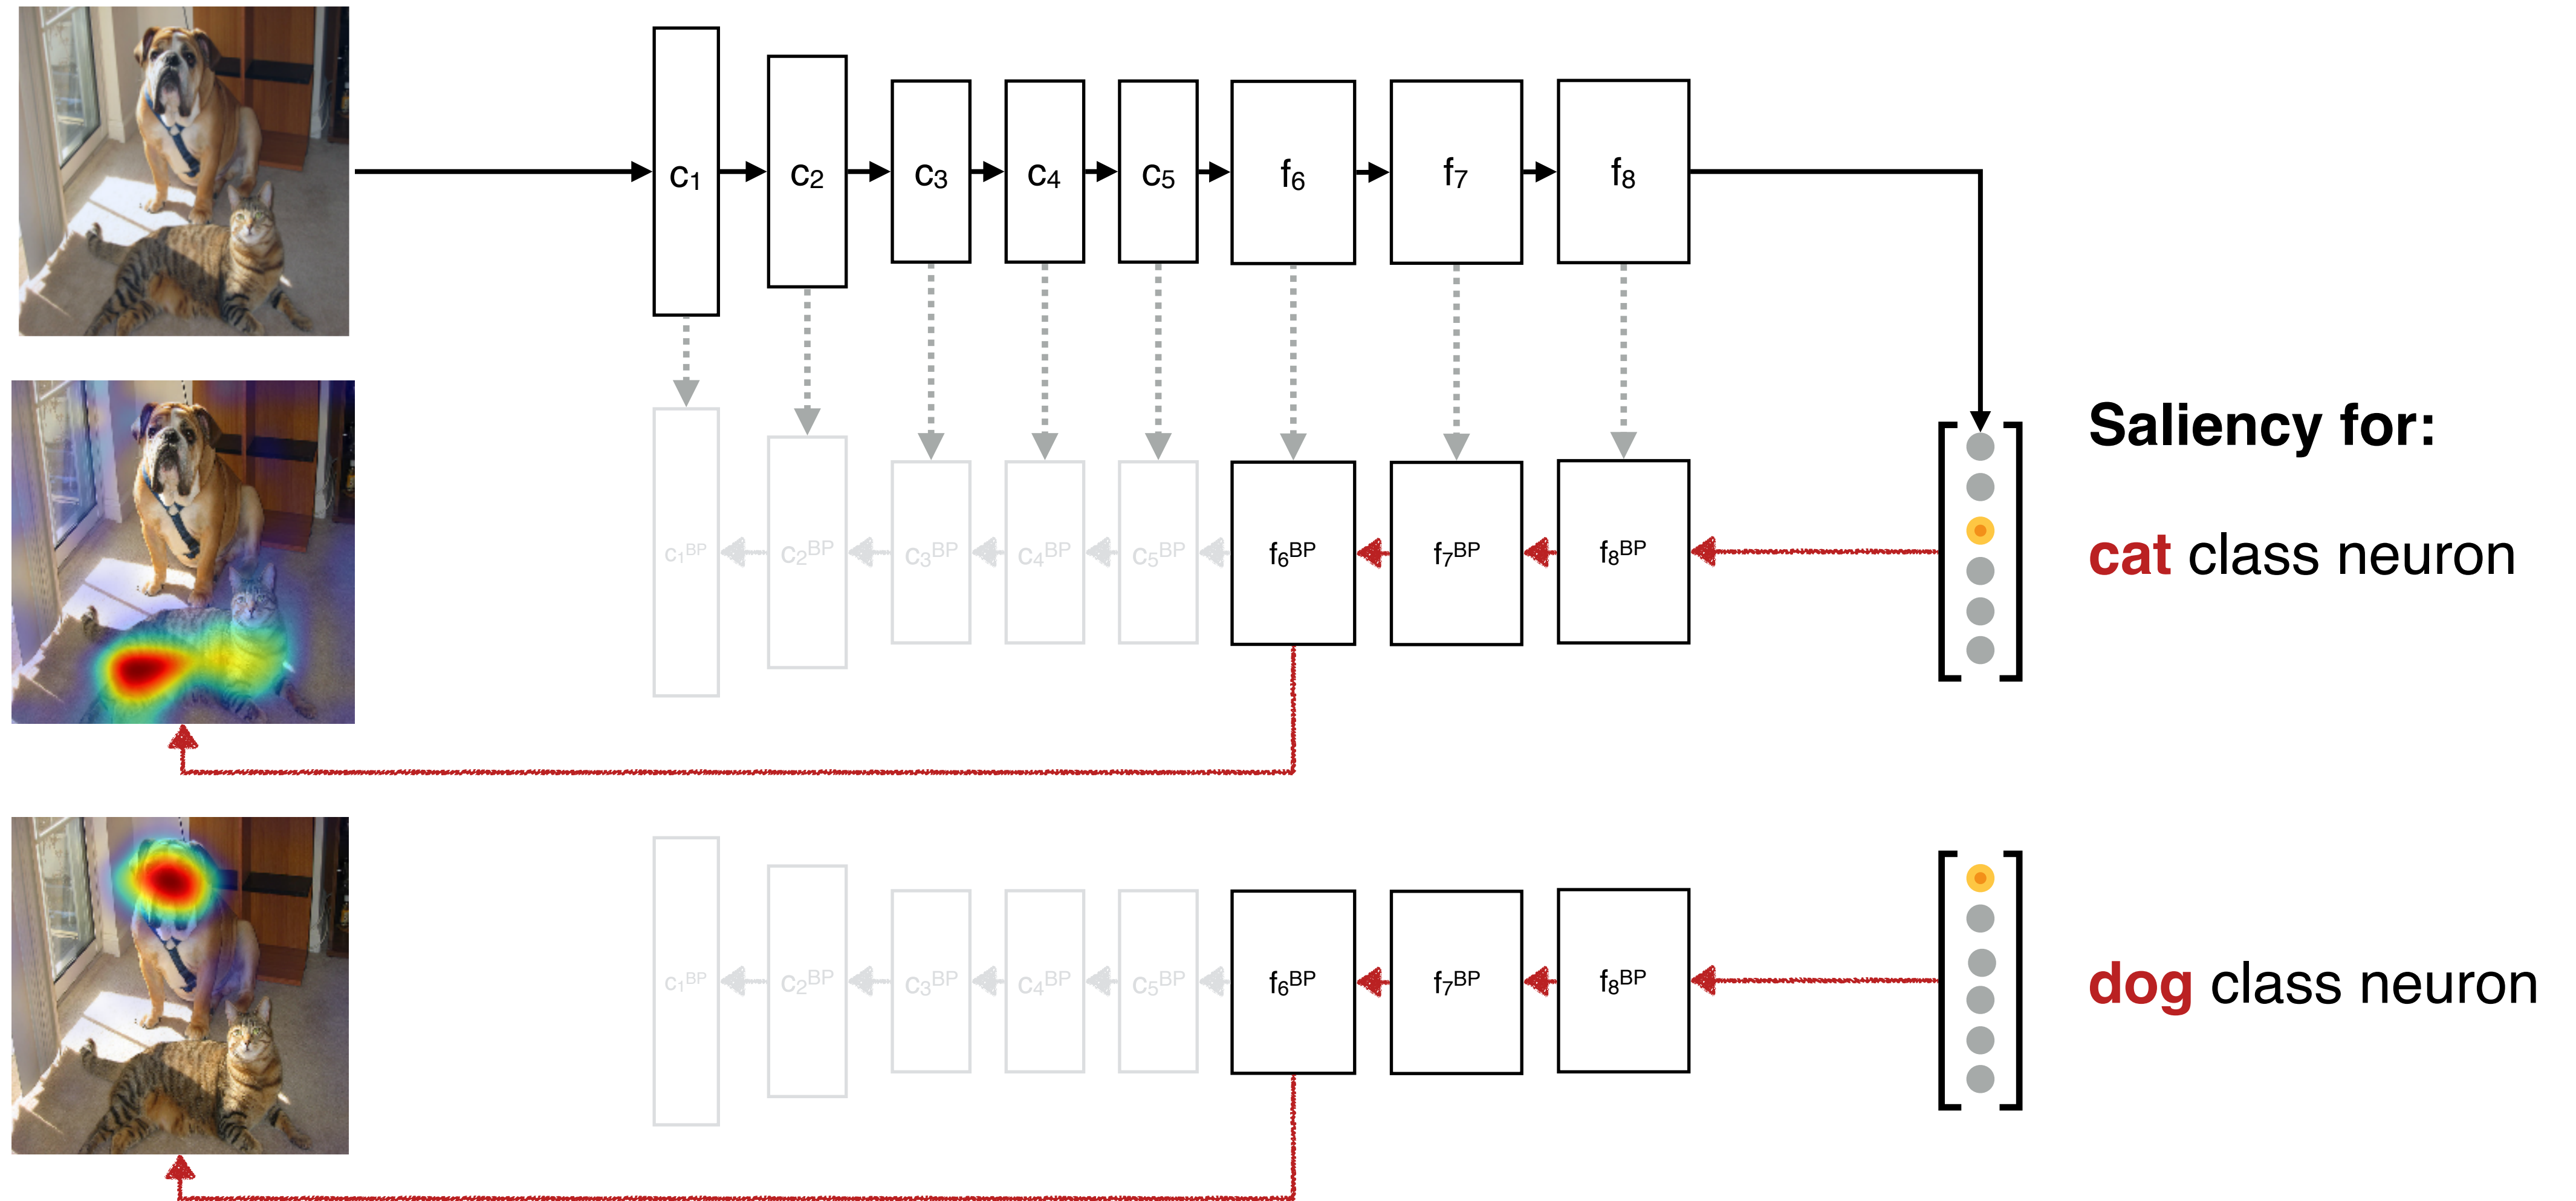 c1 c2 c3 c4 c5 f6 f7 f8
Saliency for:
c1BP c2BP c3BP c4BP c5BP f6BP f7BP f8BP
cat class neuron
c1BP c2BP c3BP c4BP c5BP f6BP f7BP f8BP
dog class neuron